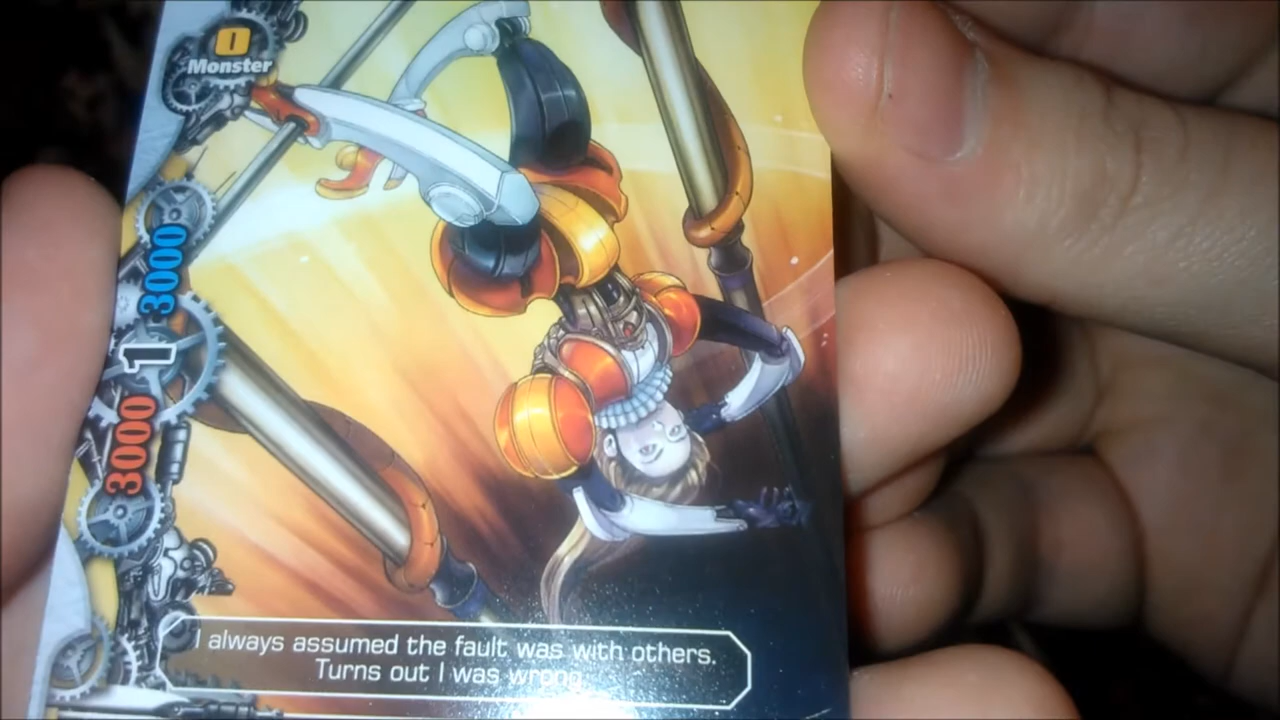 0
Monster
3000
1
3000
I always assumed the fault was with others.
Turns out I was wrong.